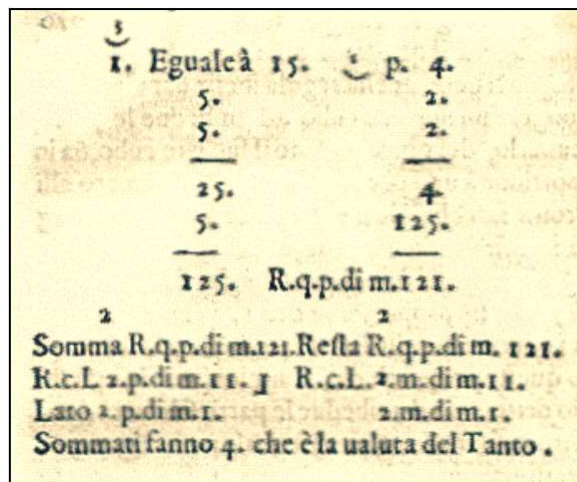 3
1. Egualeà 15. 1 p. 4.
5. 2.
5. 2.
25. 4.
5. 125.
125. R.q.p.di m.121.
2 2
Somma R.q.p.di m.121. Resta R.q.p.di m. 121.
R.c.L 2.p.di m.11. J R.c.L. 2.m.di m.11.
Lato 2.p.di m.1. 2.m.di m.1.
Sommati fanno 4. che è la ualuta del Tanto.